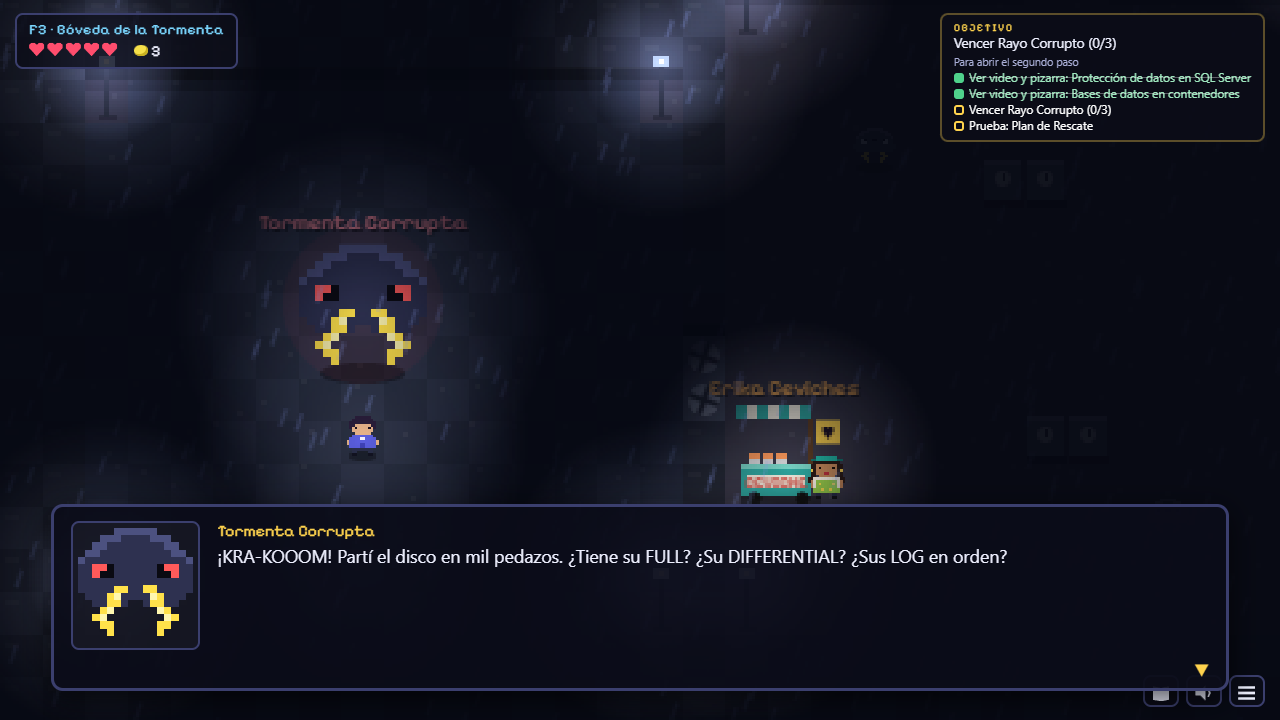 F3 · Bóveda de la Tormenta
3
OBJETIVO
Vencer Rayo Corrupto (0/3)
Para abrir el segundo paso
Ver video y pizarra: Protección de datos en SQL Server
Ver video y pizarra: Bases de datos en contenedores
Vencer Rayo Corrupto (0/3)
Prueba: Plan de Rescate
Tormenta Corrupta
Erika Ceviches
CEVICHE
Tormenta Corrupta
¡KRA-KOOOM! Partí el disco en mil pedazos. ¿Tiene su FULL? ¿Su DIFFERENTIAL? ¿Sus LOG en orden?